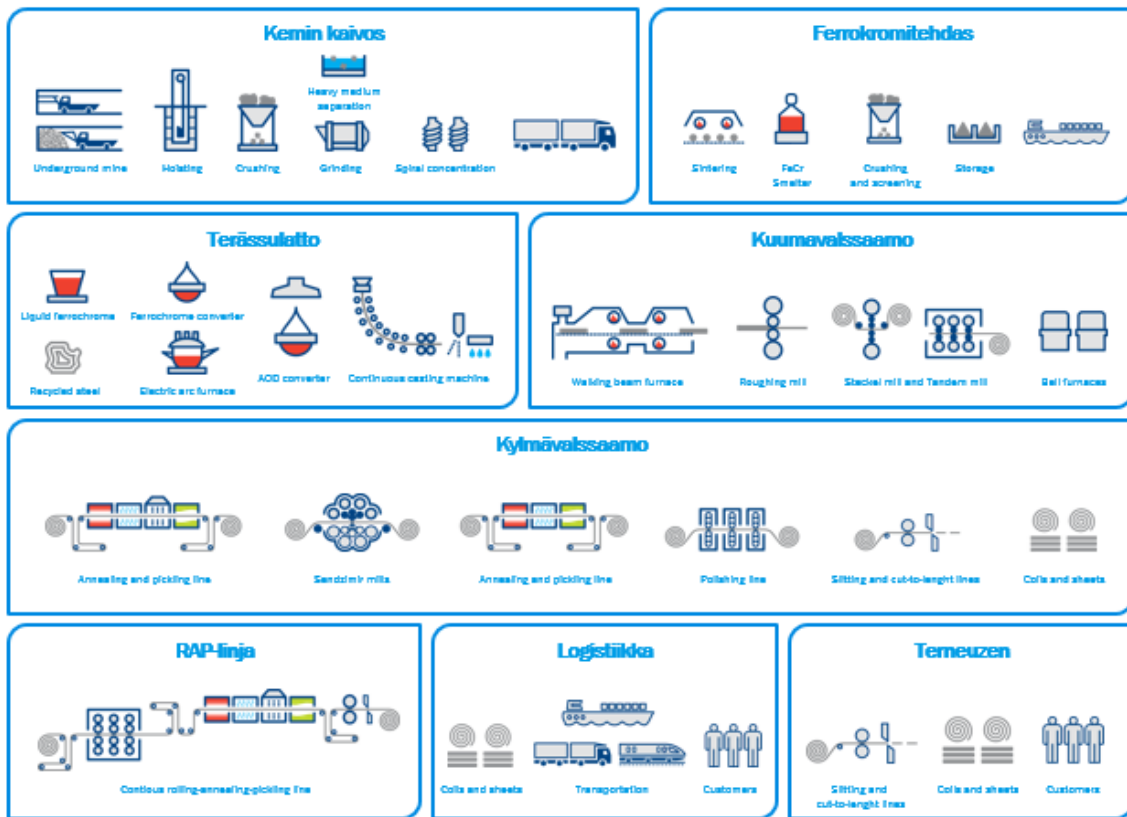 Kemin kaivos
Heavy medium
separation
Underground mine
Hoisting
Crushing
Grinding
Spiral concentration
Ferrokromitehdas
Sintering
FeCr
Smelter
Crushing
and screening
Storage
Terässulatto
Liquid ferrochrome
Ferrochrome converter
Recycled steel
Electric arc furnace
AOD converter
Continuous casting machine
Kuumavalssaamo
Walking beam furnace
Roughing mill
Steckel mill and Tandem mill
Bell furnaces
Kylmävalssaamo
Annealing and pickling line
Sendzimir mills
Annealing and pickling line
Polishing line
Slitting and cut-to-lenght lines
Coils and sheets
RAP-linja
Contious rolling-annealing-pickling line
Logistiikka
Coils and sheets
Transportation
Customers
Terneuzen
Slitting and
cut-to-lenght lines
Coils and sheets
Customers